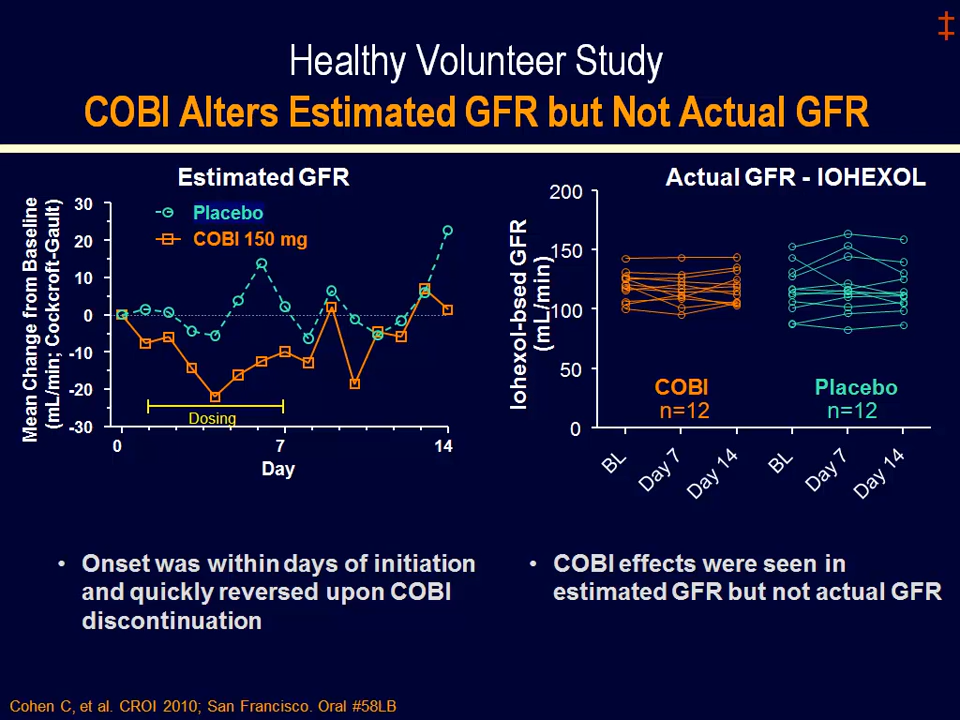 ‡
Healthy Volunteer Study
COBI Alters Estimated GFR but Not Actual GFR
Estimated GFR
Mean Change from Baseline
(mL/min; Cockcroft-Gault)
30
20
10
0
-10
-20
-30
Placebo
COBI 150 mg
Dosing
0
7
14
Day
Actual GFR - IOHEXOL
Iohexol-bsed GFR
(mL/min)
200
150
100
50
0
COBI
n=12
Placebo
n=12
BL
Day 7
Day 14
BL
Day 7
Day 14
• Onset was within days of initiation
and quickly reversed upon COBI
discontinuation
• COBI effects were seen in
estimated GFR but not actual GFR
Cohen C, et al. CROI 2010; San Francisco. Oral #58LB